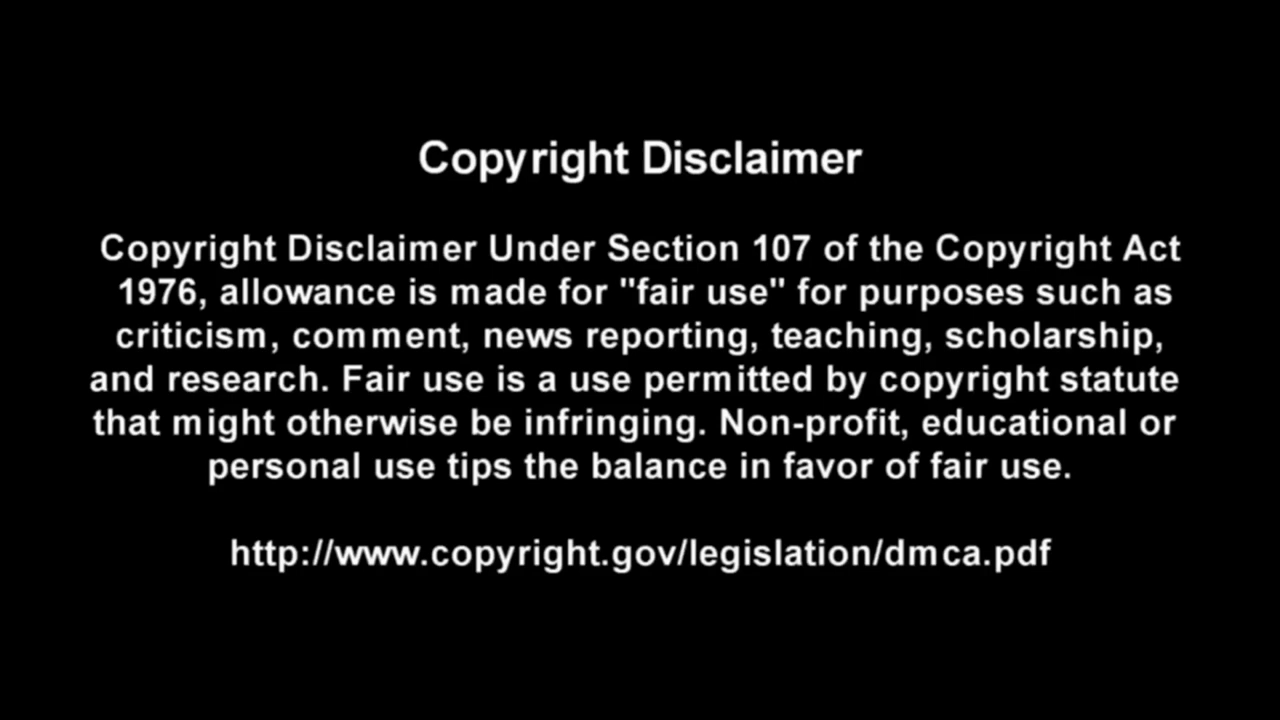 Copyright Disclaimer
Copyright Disclaimer Under Section 107 of the Copyright Act
1976, allowance is made for "fair use" for purposes such as
criticism, comment, news reporting, teaching, scholarship,
and research. Fair use is a use permitted by copyright statute
that might otherwise be infringing. Non-profit, educational or
personal use tips the balance in favor of fair use.
http://www.copyright.gov/legislation/dmca.pdf